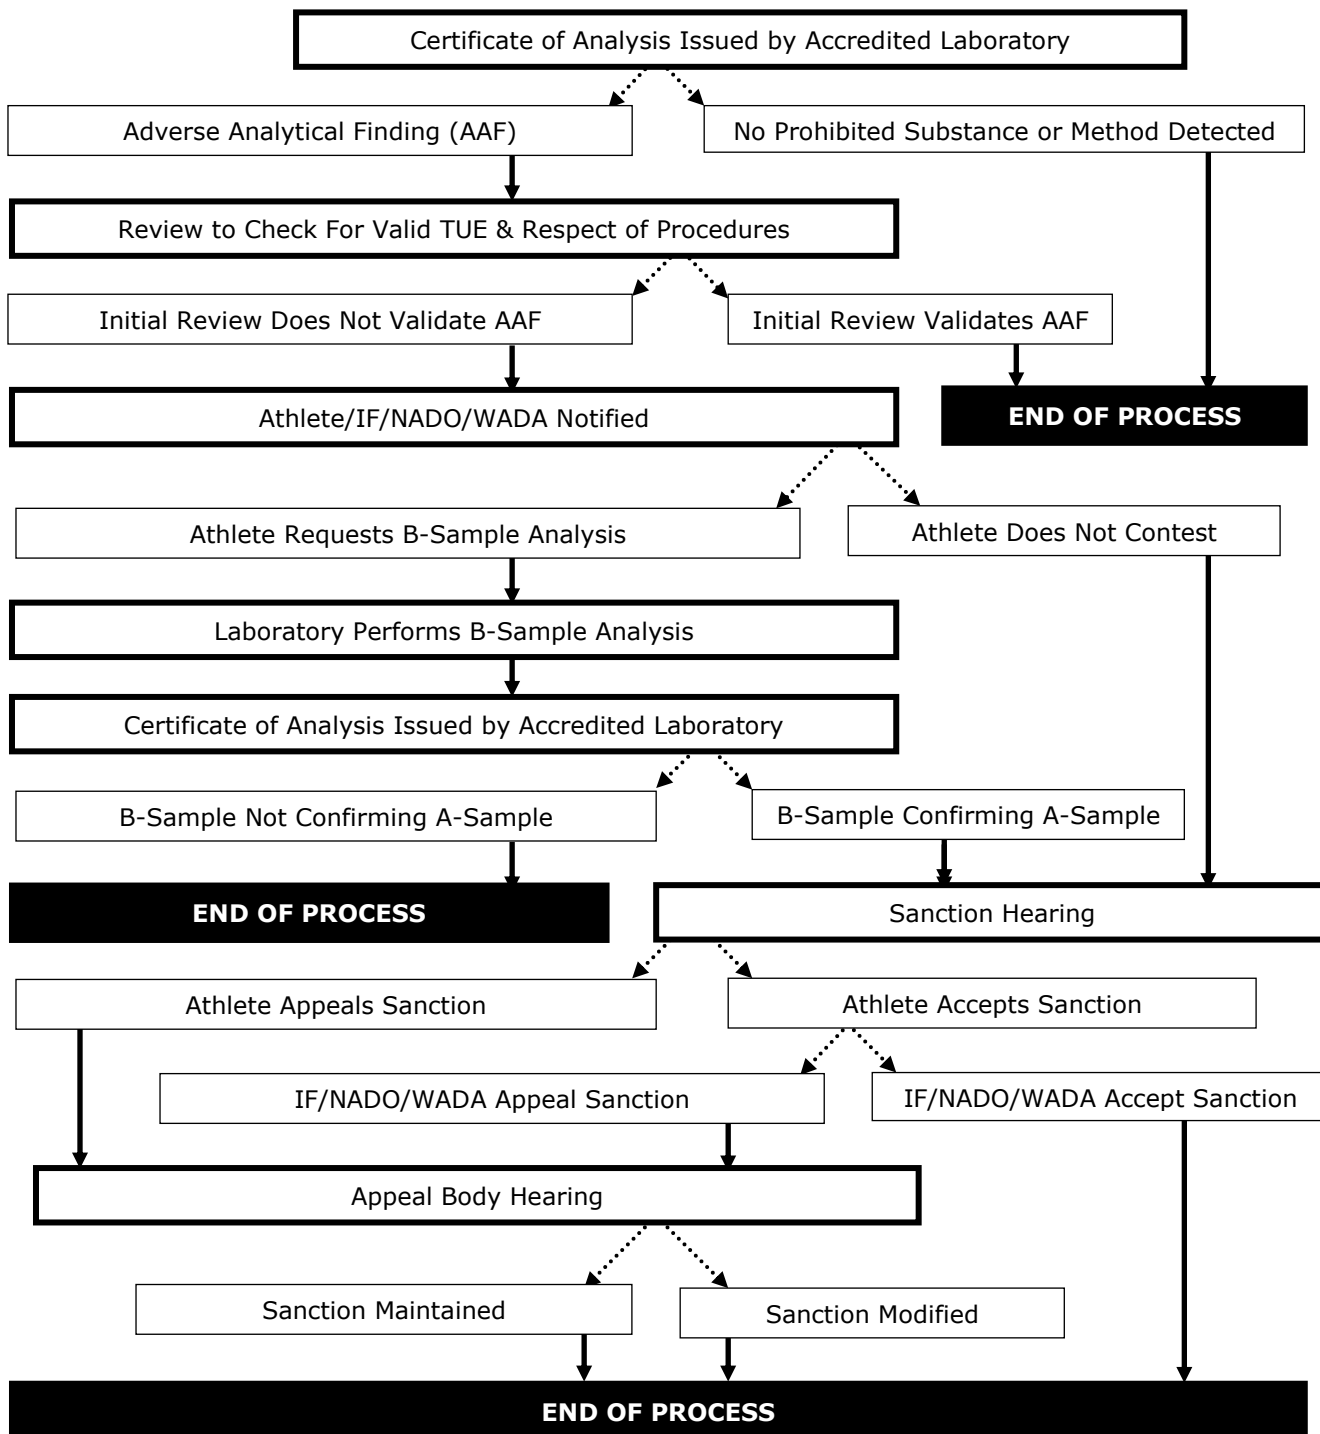 Certificate of Analysis Issued by Accredited Laboratory
Adverse Analytical Finding (AAF)
No Prohibited Substance or Method Detected
Review to Check For Valid TUE & Respect of Procedures
Initial Review Does Not Validate AAF
Initial Review Validates AAF
Athlete/IF/NADO/WADA Notified
END OF PROCESS
Athlete Requests B-Sample Analysis
Athlete Does Not Contest
Laboratory Performs B-Sample Analysis
Certificate of Analysis Issued by Accredited Laboratory
B-Sample Not Confirming A-Sample
B-Sample Confirming A-Sample
END OF PROCESS
Sanction Hearing
Athlete Appeals Sanction
Athlete Accepts Sanction
IF/NADO/WADA Appeal Sanction
IF/NADO/WADA Accept Sanction
Appeal Body Hearing
Sanction Maintained
Sanction Modified
END OF PROCESS